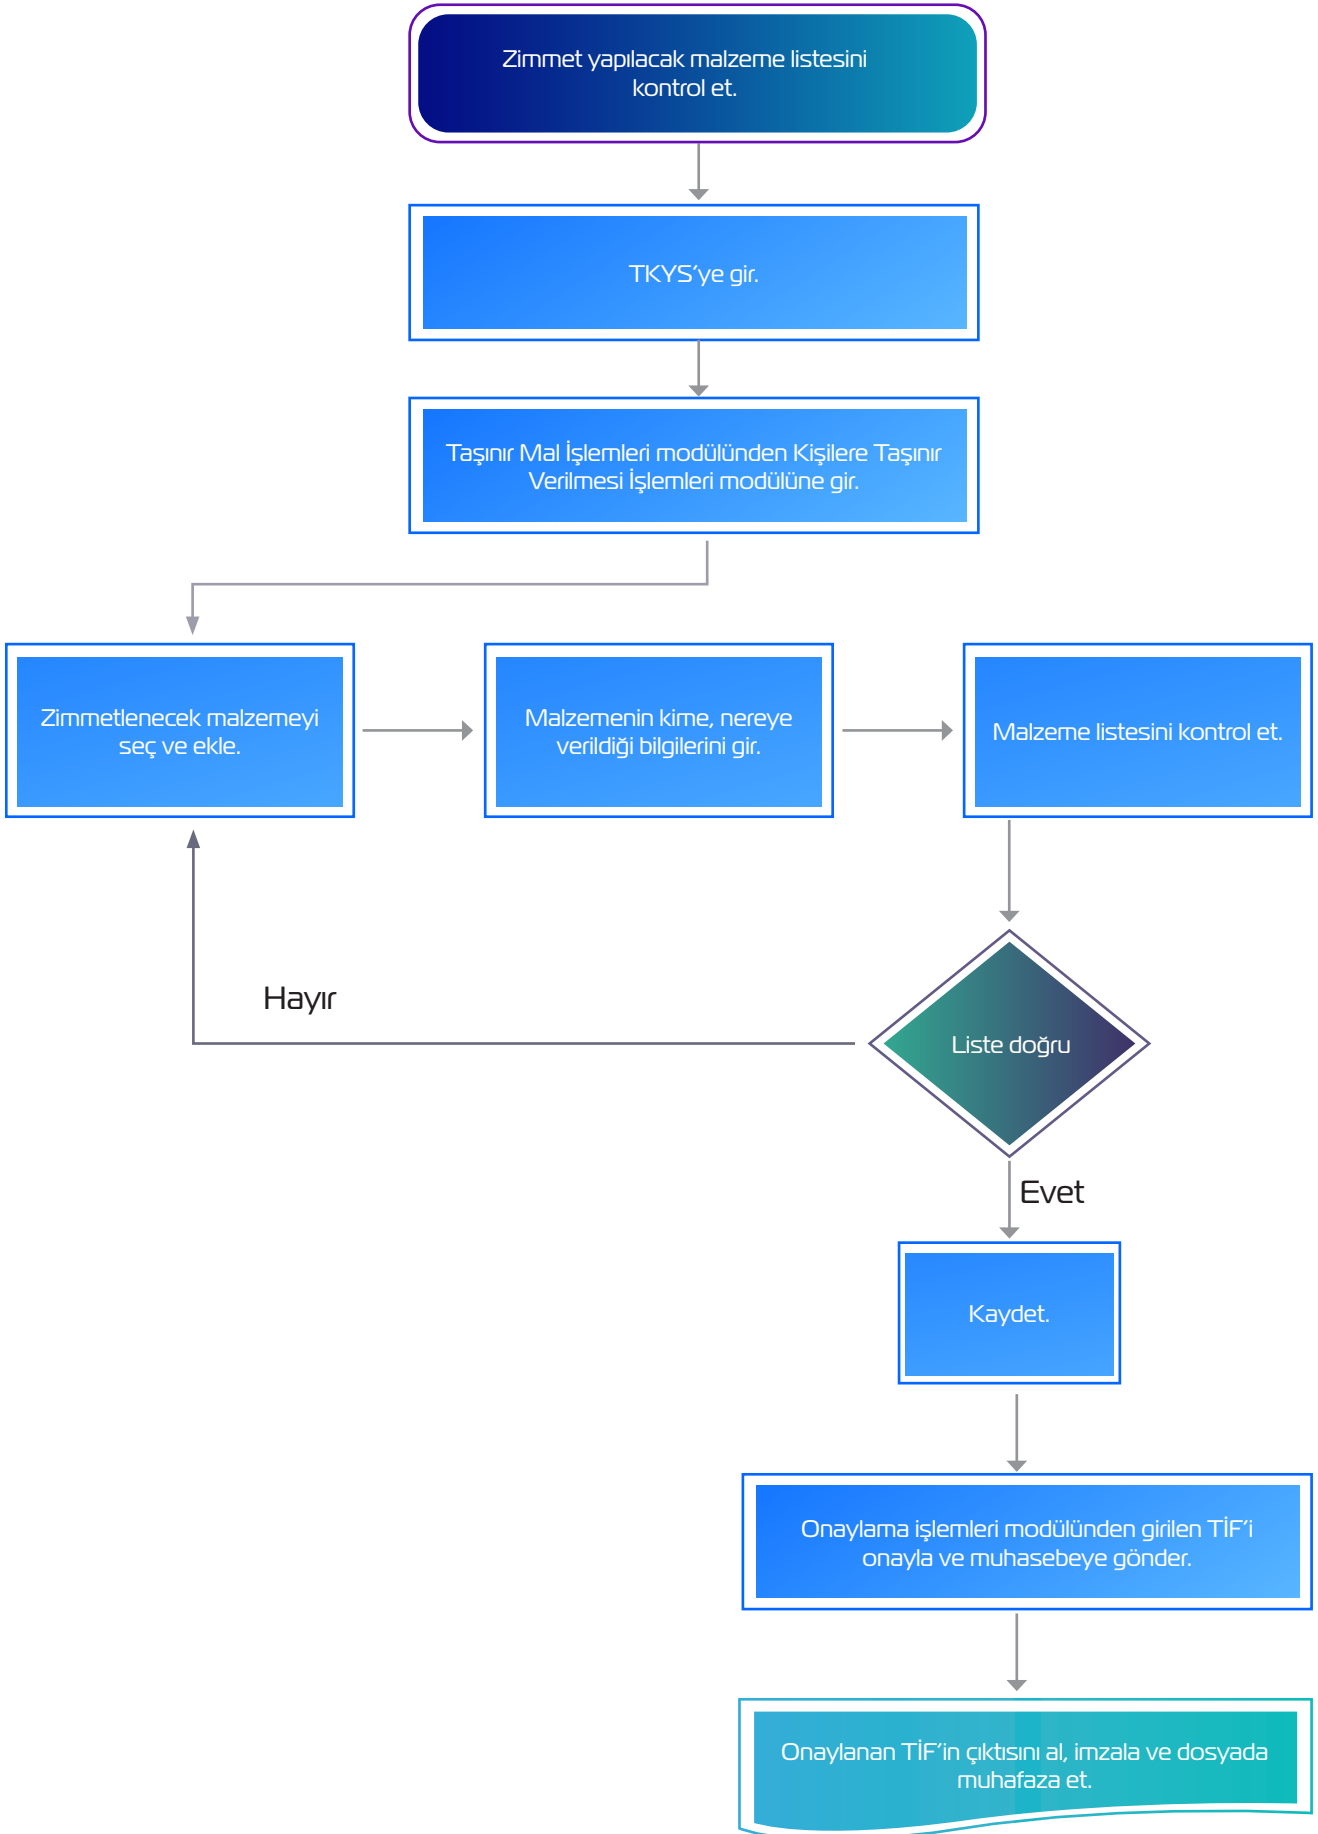 Zimmet yapılacak malzeme listesini
kontrol et.
TKYS’ye gir.
Taşınır Mal İşlemleri modülünden Kişilere Taşınır
Verilmesi İşlemleri modülüne gir.
Zimmetlenecek malzemeyi
seç ve ekle.
Malzemenin kime, nereye
verildiği bilgilerini gir.
Malzeme listesini kontrol et.
Liste doğru
Hayır
Evet
Kaydet.
Onaylama işlemleri modülünden girilen TİF’i
onayla ve muhasebeye gönder.
Onaylanan TİF’in çıktısını al, imzala ve dosyada
muhafaza et.